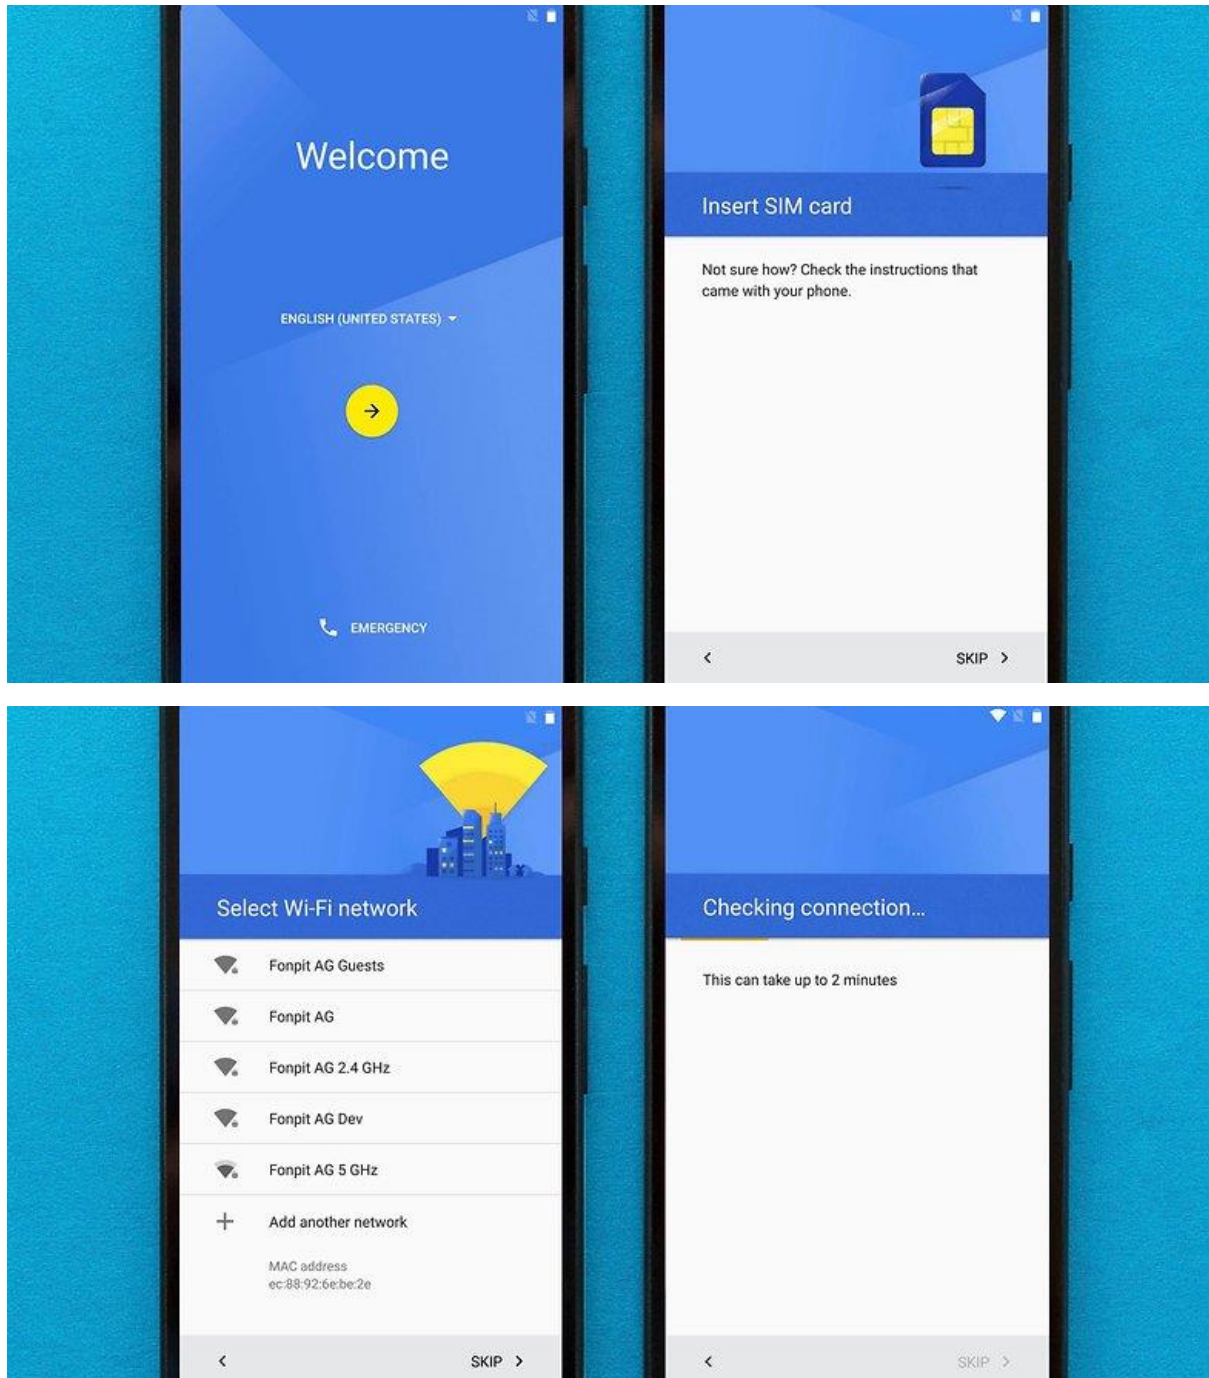 Welcome
ENGLISH (UNITED STATES)
EMERGENCY
Insert SIM card
Not sure how? Check the instructions that
came with your phone.
SKIP
Select Wi-Fi network
Fonpit AG Guests
Fonpit AG
Fonpit AG 2.4 GHz
Fonpit AG Dev
Fonpit AG 5 GHz
Add another network
MAC address
ec:88:92:6e:be:2e
SKIP
Checking connection...
This can take up to 2 minutes
SKIP